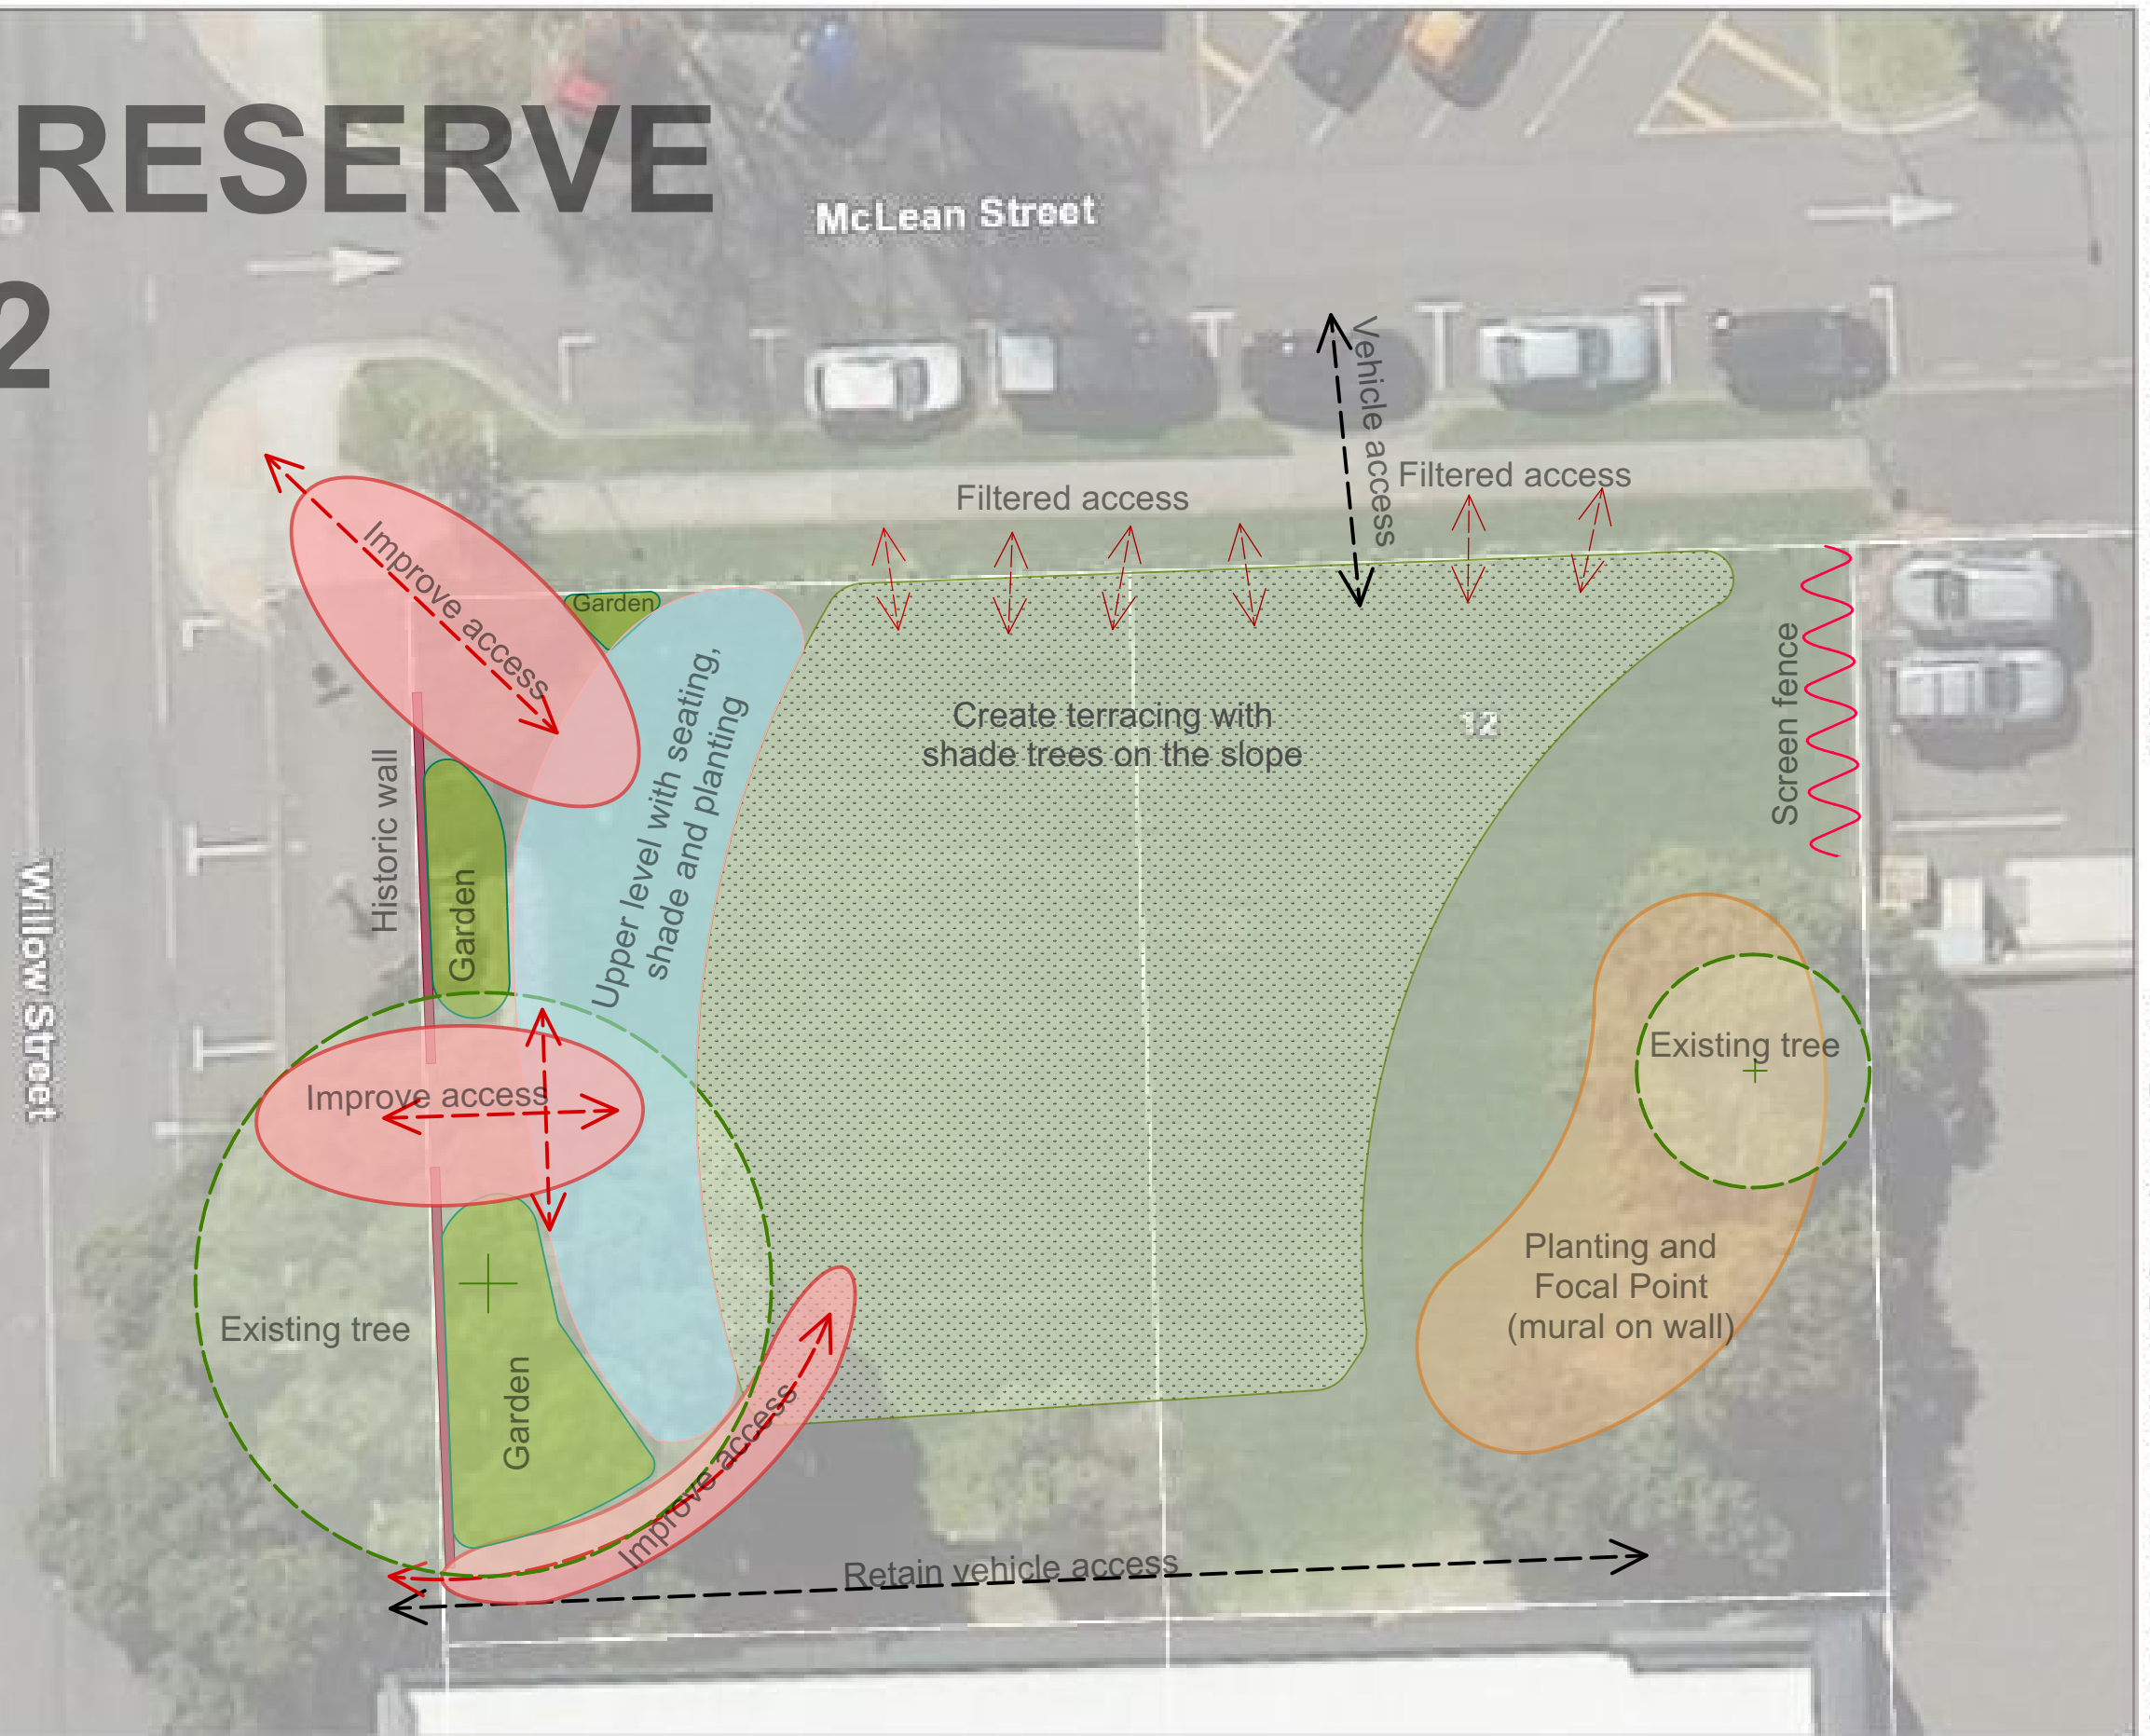 RESERVE
2
McLean Street
Vehicle access
Filtered access
Filtered access
Improve access
Garden
Upper level with seating,
shade and planting
Create terracing with
shade trees on the slope
12
Screen fence
Historic wall
Garden
Willow Street
Improve access
Existing tree
Existing tree
Planting and
Focal Point
(mural on wall)
Garden
Improve access
Retain vehicle access